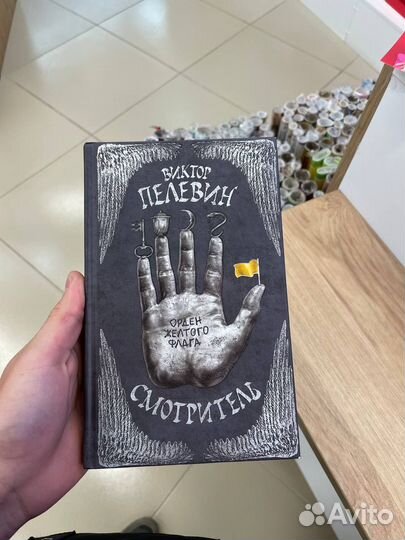 ВИКТОР
ПЕЛЕВИН
ОРДЕН
ЖЕЛТОГО
ФЛАГА
СМОТРИТЕЛЬ
Avito